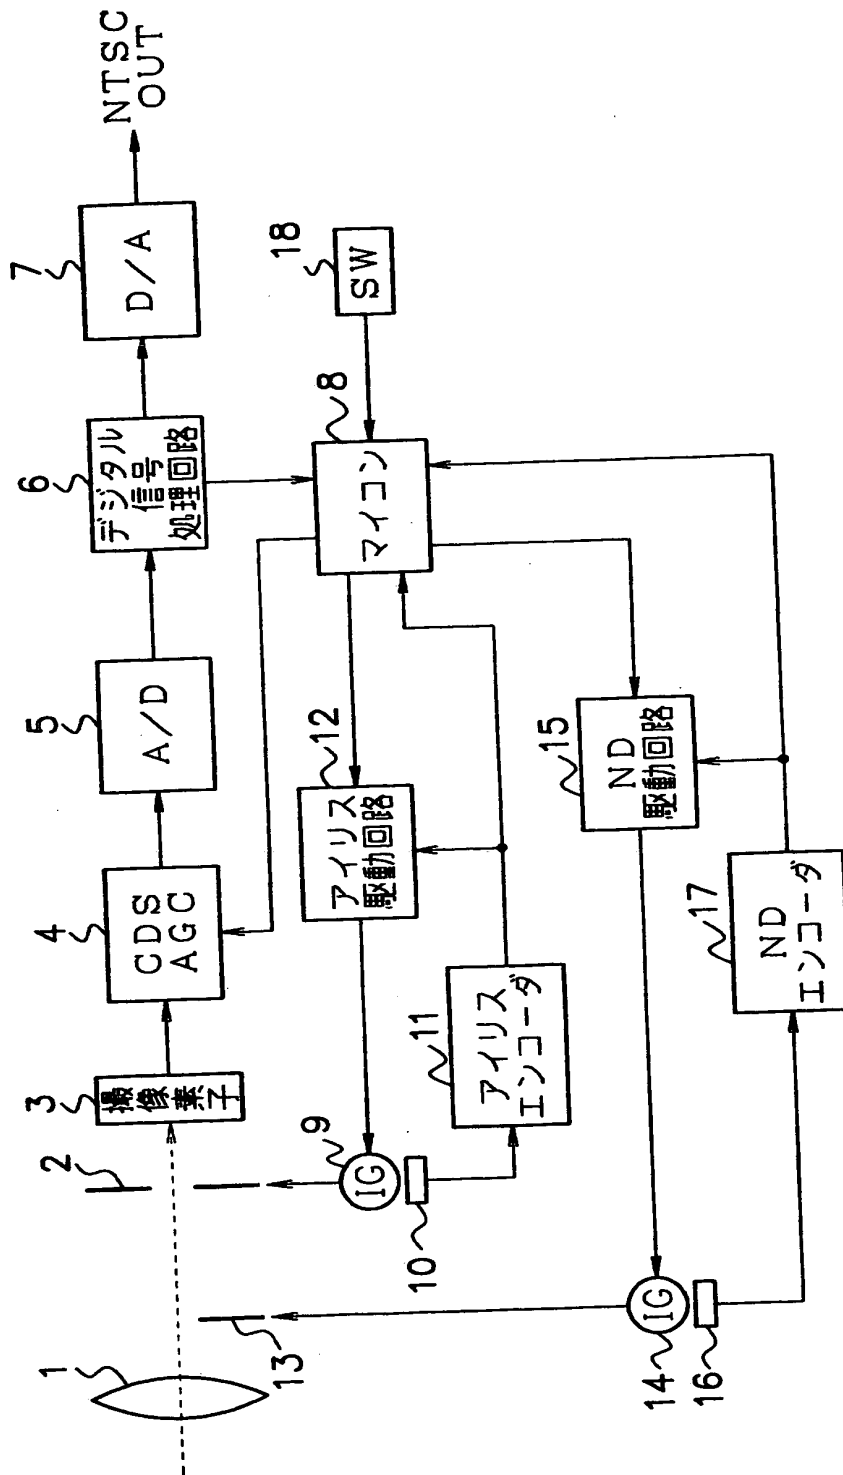 1
2
3
撮像素子
4
CDS
AGC
5
A/D
6
デジタル
信号
処理回路
7
D/A
NTSC
OUT
13
9
IG
10
12
アイリス
駆動回路
11
アイリス
エンコーダ
8
マイコン
18
SW
14
IG
16
15
ND
駆動回路
17
ND
エンコーダ